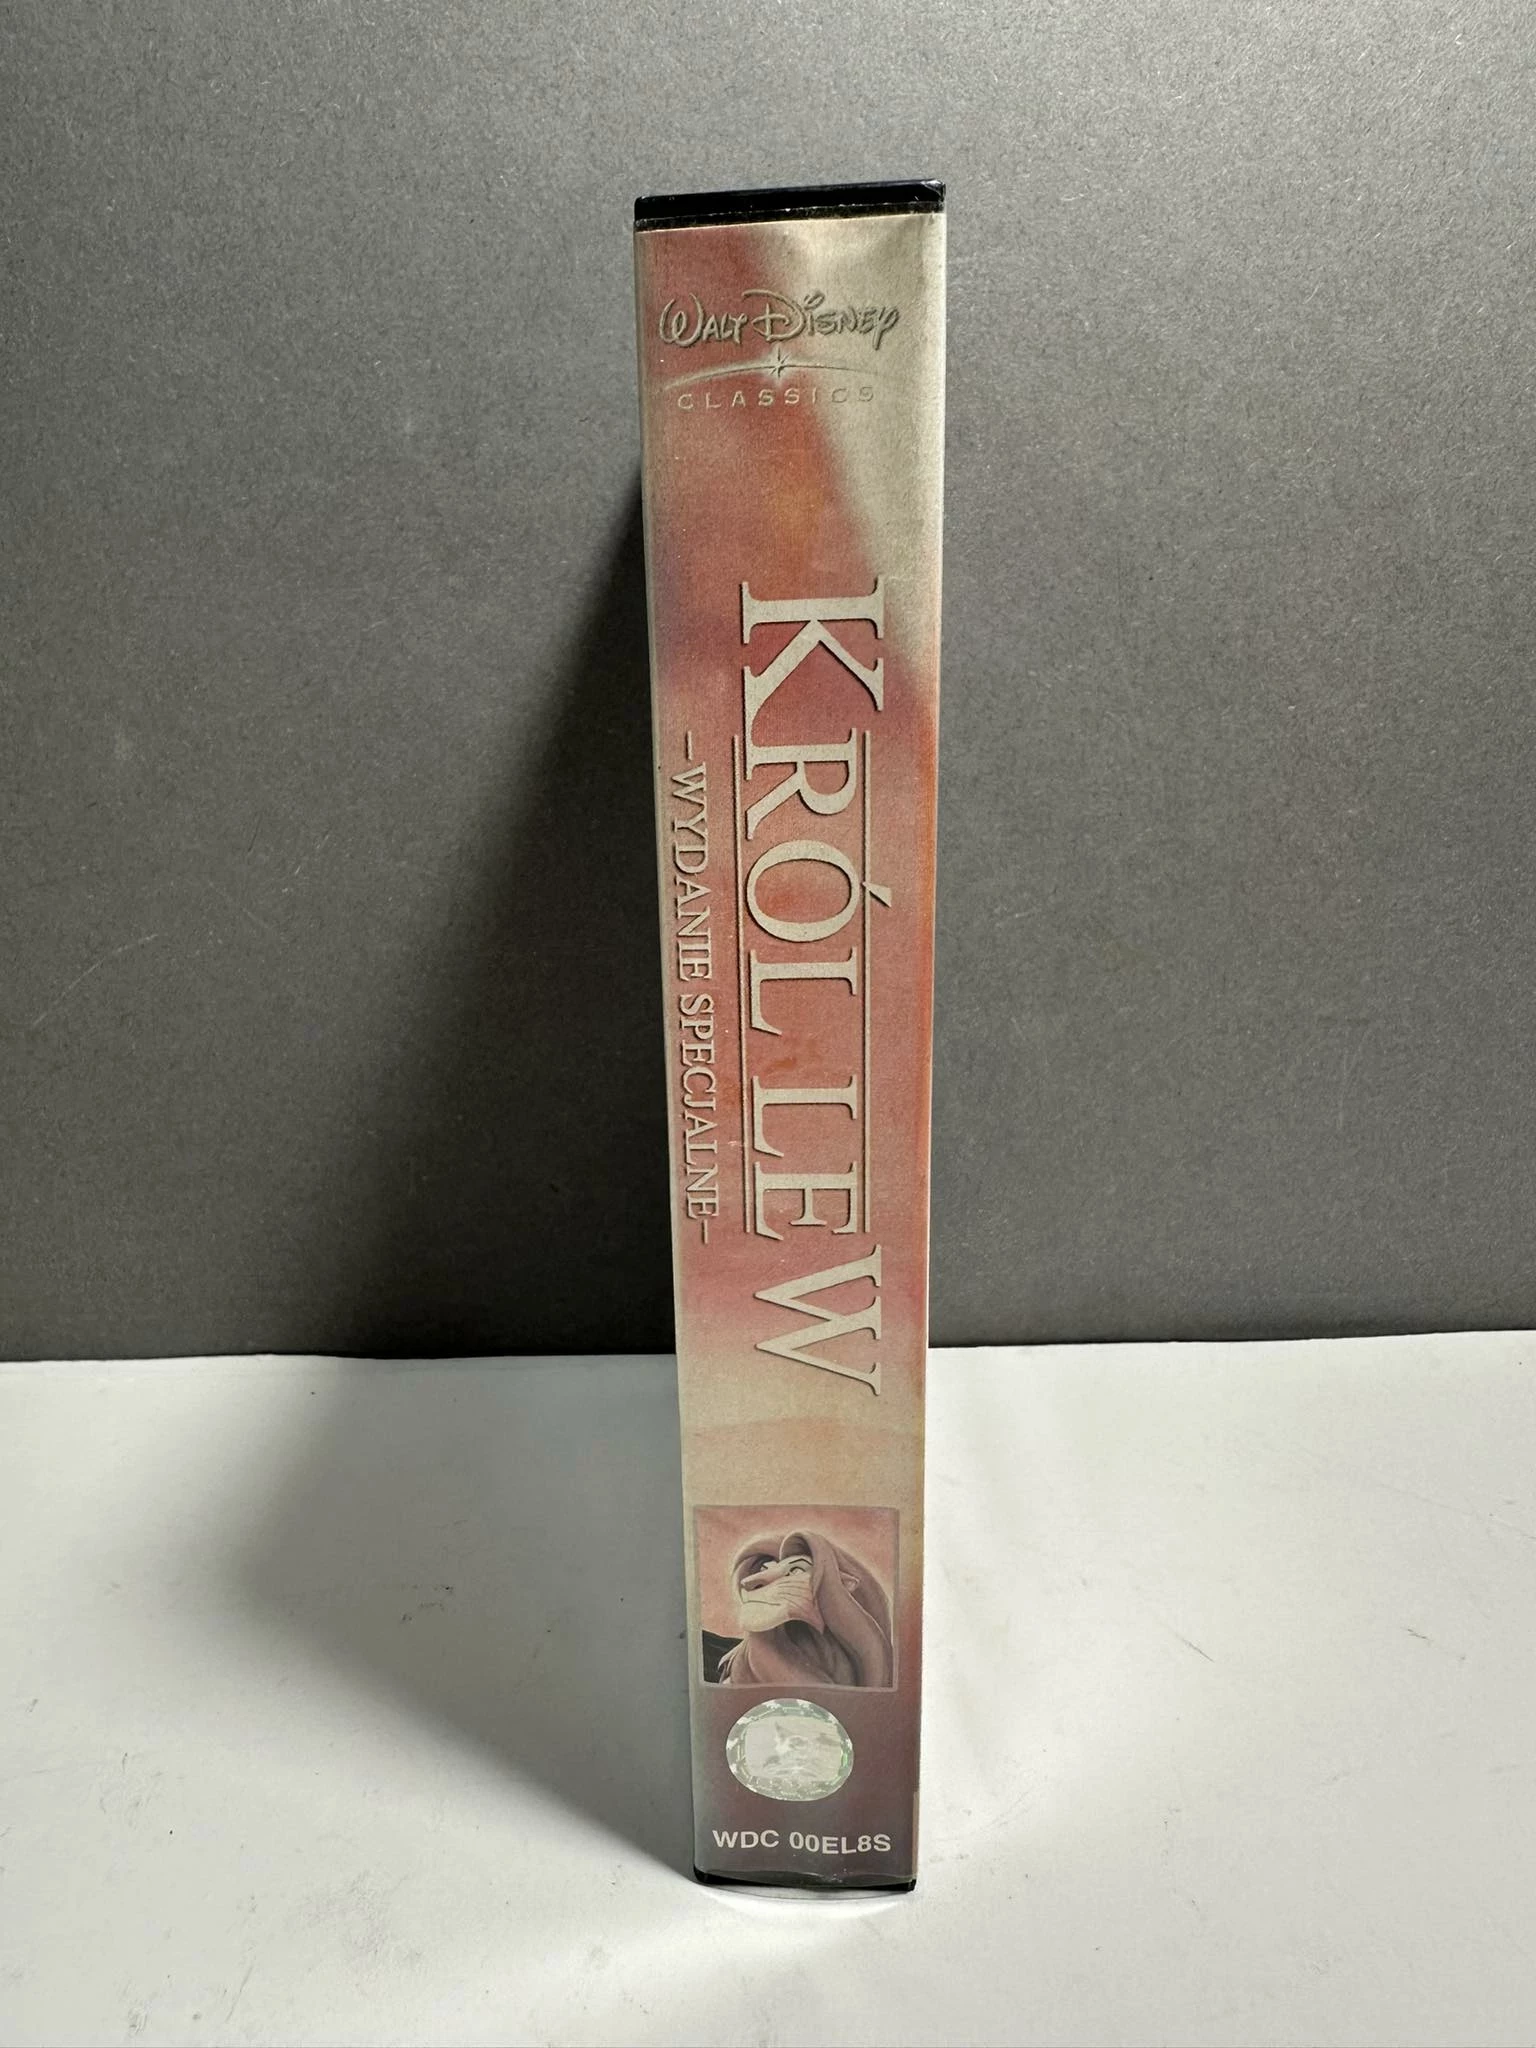 WALT DISNEY
CLASSICS
KRÓL LEW
-WYDANIE SPECJALNE-
WDC 00EL8S